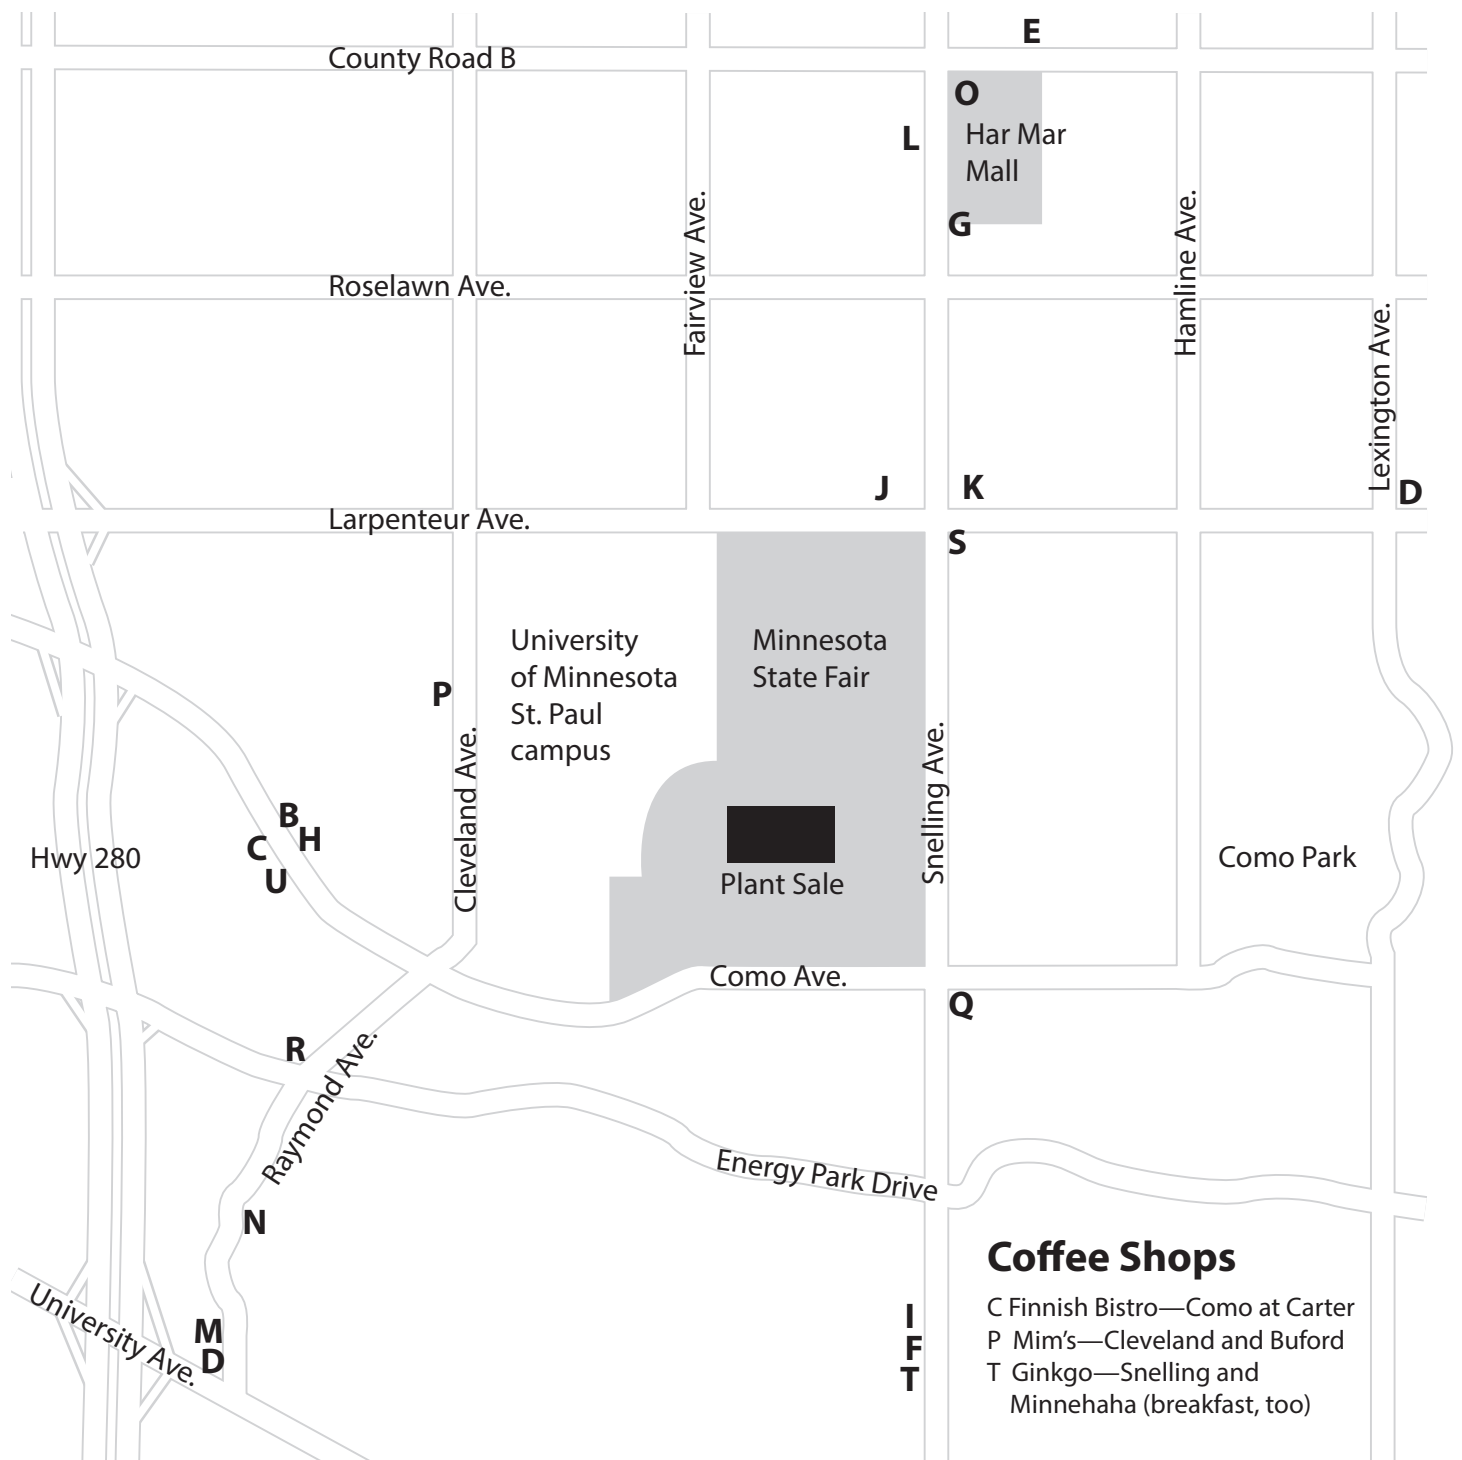 E
County Road B
O
L
Har Mar
Mall
G
Fairview Ave.
Hamline Ave.
Roselawn Ave.
Lexington Ave.
J
K
D
Larpenteur Ave.
S
University
of Minnesota
St. Paul
campus
Minnesota
State Fair
P
Cleveland Ave.
Snelling Ave.
B
H
C
U
Hwy 280
Plant Sale
Como Park
Como Ave.
Q
R
Raymond Ave.
Energy Park Drive
N
University Ave.
M
D
I
F
T
Coffee Shops
C Finnish Bistro—Como at Carter
P Mim's—Cleveland and Buford
T Ginkgo—Snelling and
Minnehaha (breakfast, too)